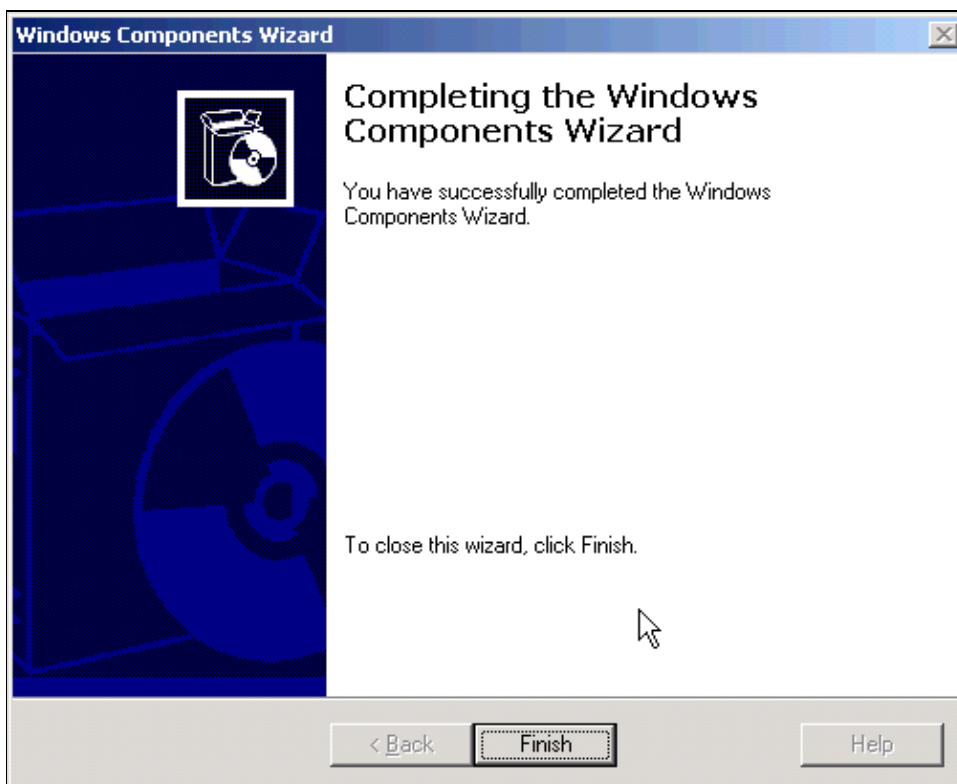 Windows Components Wizard
Completing the Windows
Components Wizard
You have successfully completed the Windows
Components Wizard.
To close this wizard, click Finish.
< Back
Finish
Help